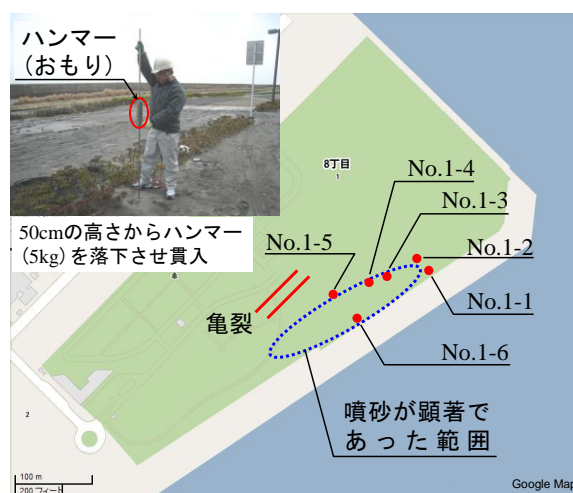 ハンマー
（おもり）
50cmの高さからハンマー
（5kg）を落下させ貫入
8丁目
1
No.1-4
No.1-3
No.1-5
No.1-2
No.1-1
亀裂
No.1-6
噴砂が顕著で
あった範囲
2
100 m
200 フィート
Google Map